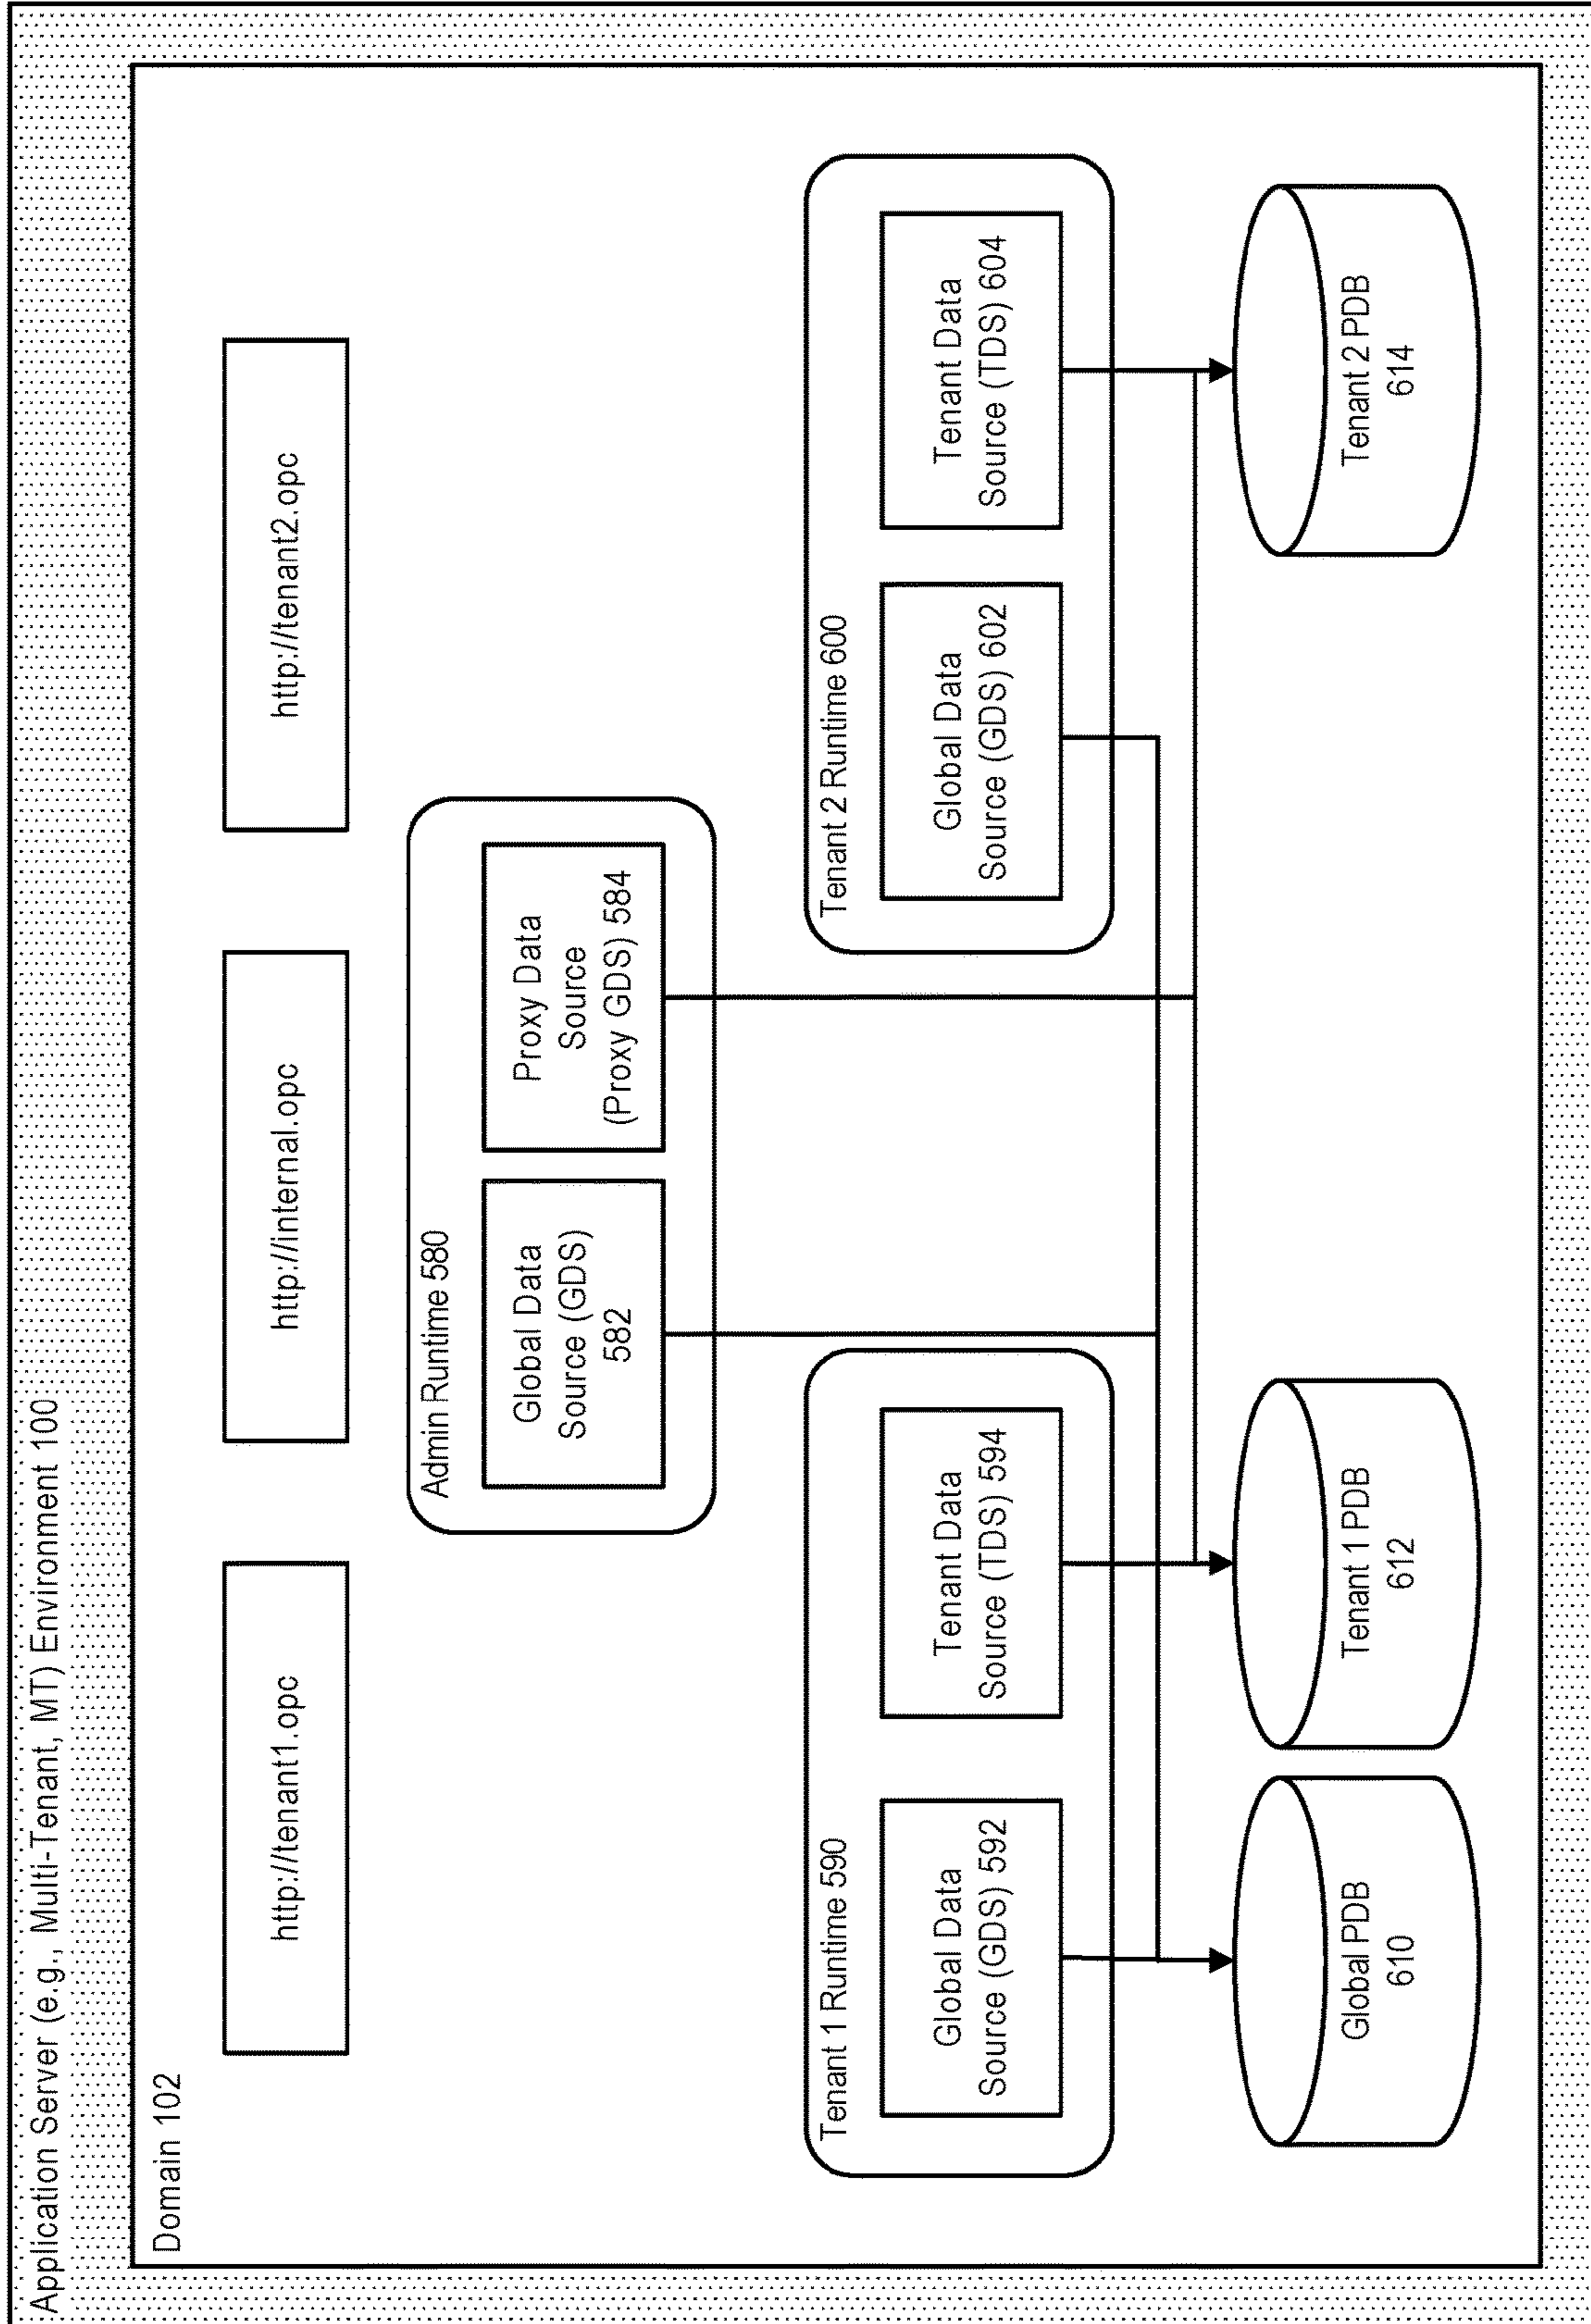 Application Server (e.g., Multi-Tenant, MT) Environment 100
Domain 102
http://tenant1.opc
http://internal.opc
http://tenant2.opc
Admin Runtime 580
Global Data
Source (GDS)
582
Proxy Data
Source
(Proxy GDS) 584
Tenant 1 Runtime 590
Global Data
Source (GDS) 592
Tenant Data
Source (TDS) 594
Tenant 2 Runtime 600
Global Data
Source (GDS) 602
Tenant Data
Source (TDS) 604
Global PDB
610
Tenant 1 PDB
612
Tenant 2 PDB
614